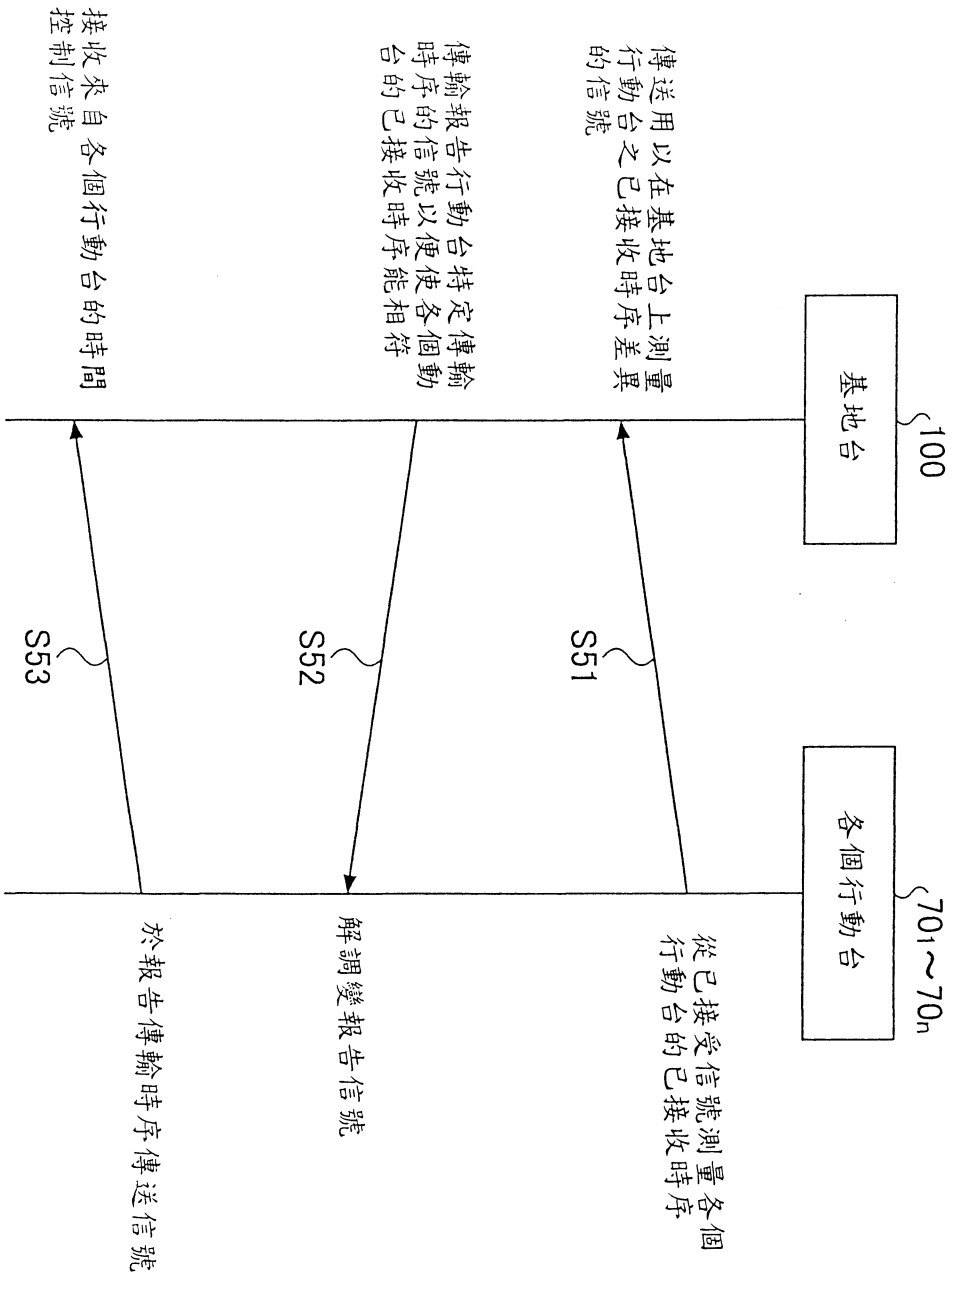 100
基地台
70₁～70ₙ
各個行動台
傳送用以在基地台上測量
行動台之已接收時序差異
的信號
S51
從已接受信號測量各個
行動台的已接收時序
傳輸報告行動台特定傳輸
時序的信號以便使各個動
台的已接收時序能相符
S52
解調變報告信號
接收來自各個行動台的時間
控制信號
S53
於報告傳輸時序傳送信號